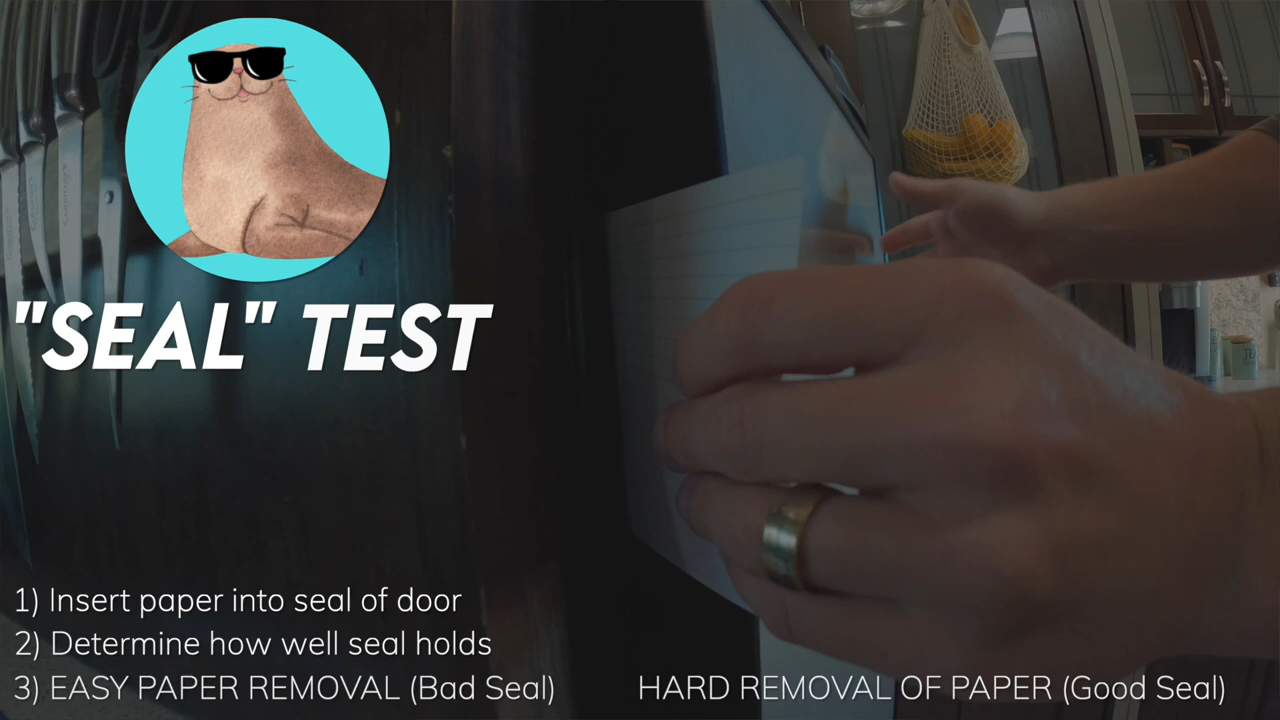 "SEAL" TEST
1) Insert paper into seal of door
2) Determine how well seal holds
3) EASY PAPER REMOVAL (Bad Seal) HARD REMOVAL OF PAPER (Good Seal)